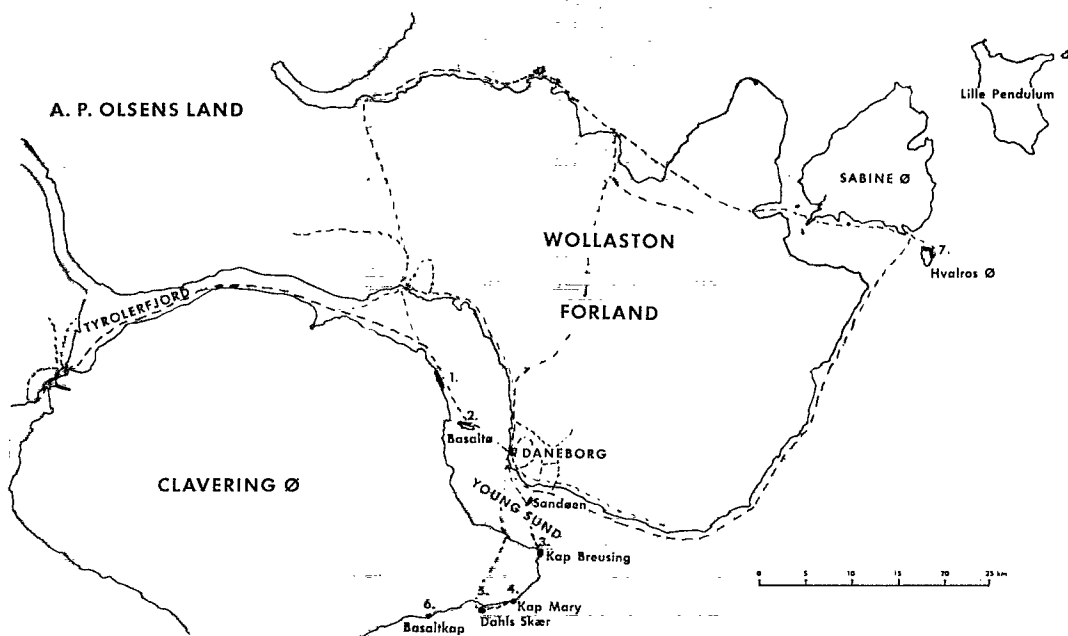 A. P. OLSENS LAND
Lille Pendulum
SABINE Ø
WOLLASTON
7.
Hvalros Ø
TYROLERFJORD
FORLAND
1.
2.
Basaltø
DANEBORG
CLAVERING Ø
YOUNG SUND
Sandøen
3.
Kap Breusing
0 5 10 15 20 25 km
5.
4.
Kap Mary
6.
Dahls Skær
Basaltkap